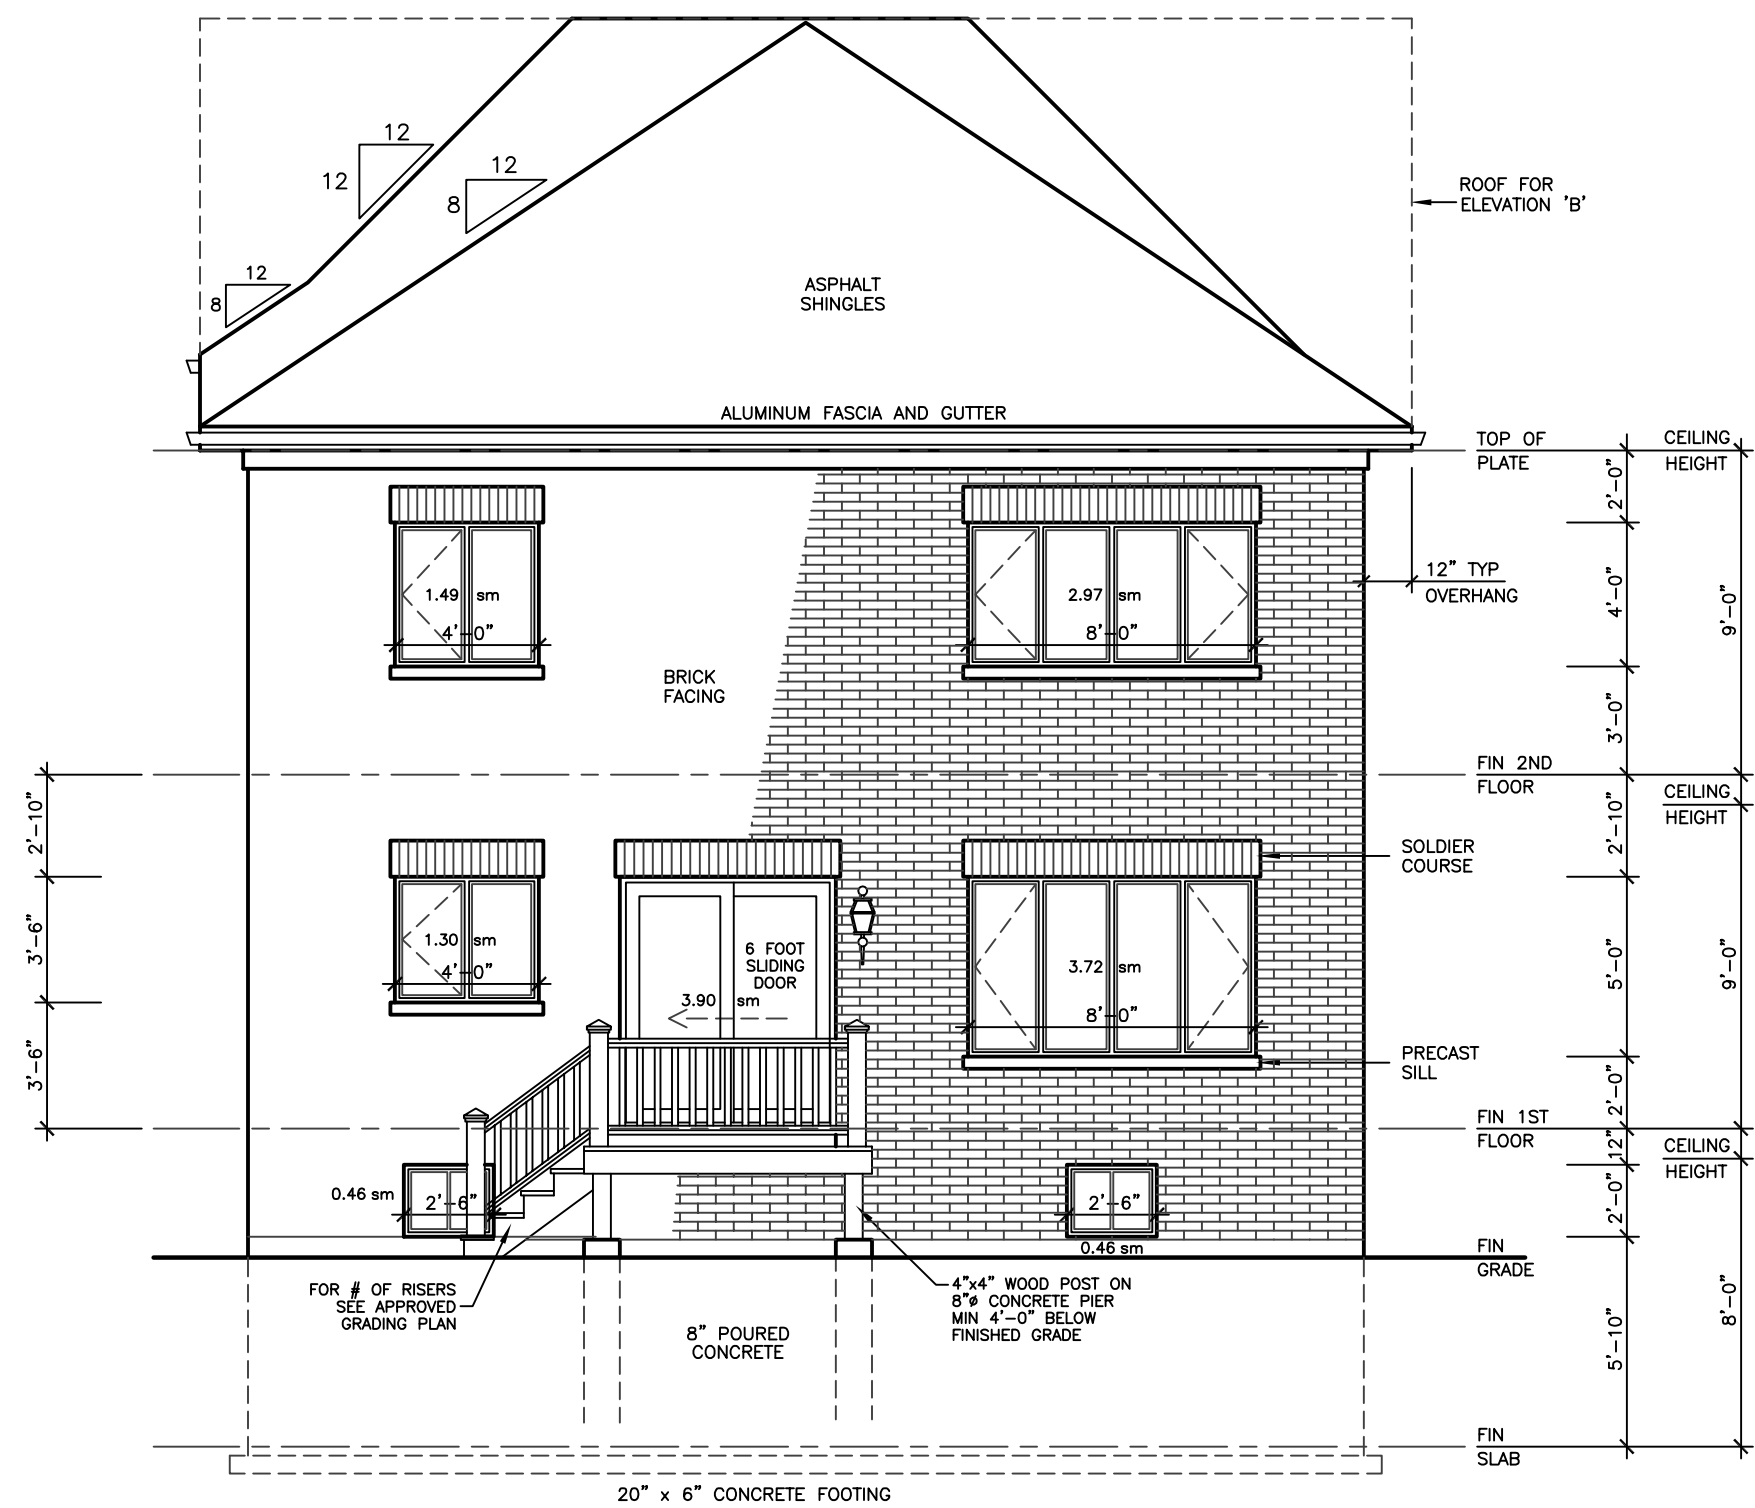 12
12
12
8
12
8
ROOF FOR
ELEVATION 'B'
ASPHALT
SHINGLES
ALUMINUM FASCIA AND GUTTER
TOP OF
PLATE
CEILING
HEIGHT
2'-0"
1.49 sm
4'-0"
2.97 sm
8'-0"
12" TYP
OVERHANG
4'-0"
9'-0"
BRICK
FACING
3'-0"
FIN 2ND
FLOOR
CEILING
HEIGHT
2'-10"
2'-10"
SOLDIER
COURSE
3'-6"
1.30 sm
4'-0"
6 FOOT
SLIDING
DOOR
3.90 sm
3.72 sm
8'-0"
5'-0"
9'-0"
3'-6"
PRECAST
SILL
2'-0"
FIN 1ST
FLOOR
12"
CEILING
HEIGHT
0.46 sm
2'-6"
2'-6"
0.46 sm
2'-0"
FIN
GRADE
FOR # OF RISERS
SEE APPROVED
GRADING PLAN
4"x4" WOOD POST ON
8"ø CONCRETE PIER
MIN 4'-0" BELOW
FINISHED GRADE
8" POURED
CONCRETE
5'-10"
8'-0"
FIN
SLAB
20" x 6" CONCRETE FOOTING